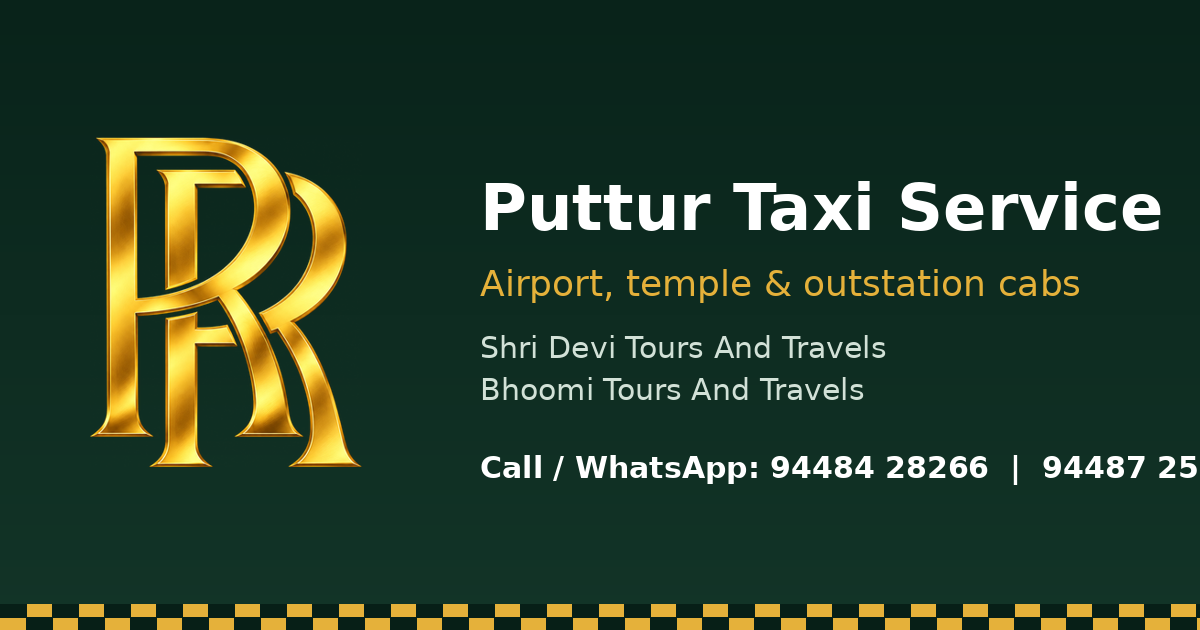 RR
Puttur Taxi Service
Airport, temple & outstation cabs
Shri Devi Tours And Travels
Bhoomi Tours And Travels
Call / WhatsApp: 94484 28266 | 94487 25